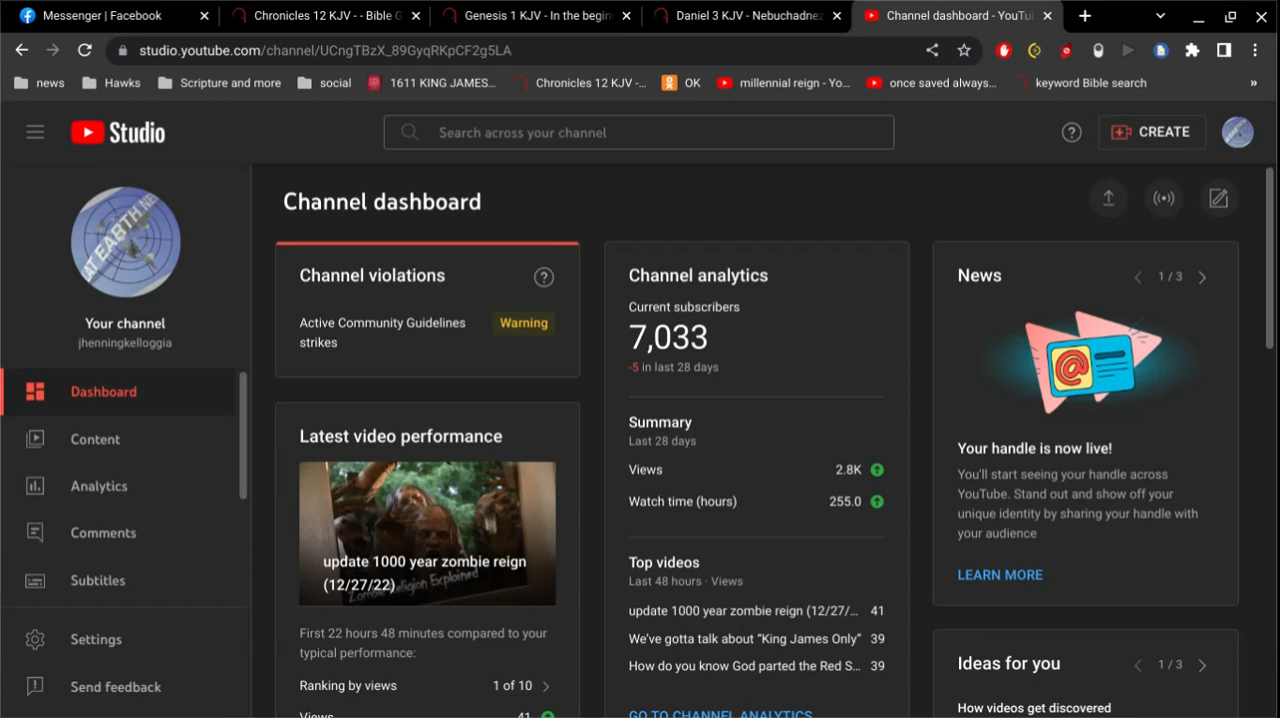 Messenger | Facebook
Chronicles 12 KJV - - Bible G
Genesis 1 KJV - In the begin
Daniel 3 KJV - Nebuchadnez
Channel dashboard - YouTu
studio.youtube.com/channel/UCngTBzX_89GyqRKpCF2g5LA
news
Hawks
Scripture and more
social
1611 KING JAMES...
Chronicles 12 KJV -...
OK
millennial reign - Yo...
once saved always...
keyword Bible search
»
Studio
Search across your channel
CREATE
AT EARTH NE
Your channel
jhenningkelloggia
Dashboard
Content
Analytics
Comments
Subtitles
Settings
Send feedback
Channel dashboard
Channel violations
Active Community Guidelines
strikes
Warning
Latest video performance
update 1000 year zombie reign
(12/27/22)
Zombie Religion Explained
First 22 hours 48 minutes compared to your
typical performance:
Ranking by views
1 of 10
Views
41
Channel analytics
Current subscribers
7,033
-5 in last 28 days
Summary
Last 28 days
Views
2.8K
Watch time (hours)
255.0
Top videos
Last 48 hours · Views
update 1000 year zombie reign (12/27/...
41
We've gotta talk about “King James Only”
39
How do you know God parted the Red S...
39
GO TO CHANNEL ANALYTICS
News
1 / 3
Your handle is now live!
You'll start seeing your handle across
YouTube. Stand out and show off your
unique identity by sharing your handle with
your audience
LEARN MORE
Ideas for you
1 / 3
How videos get discovered